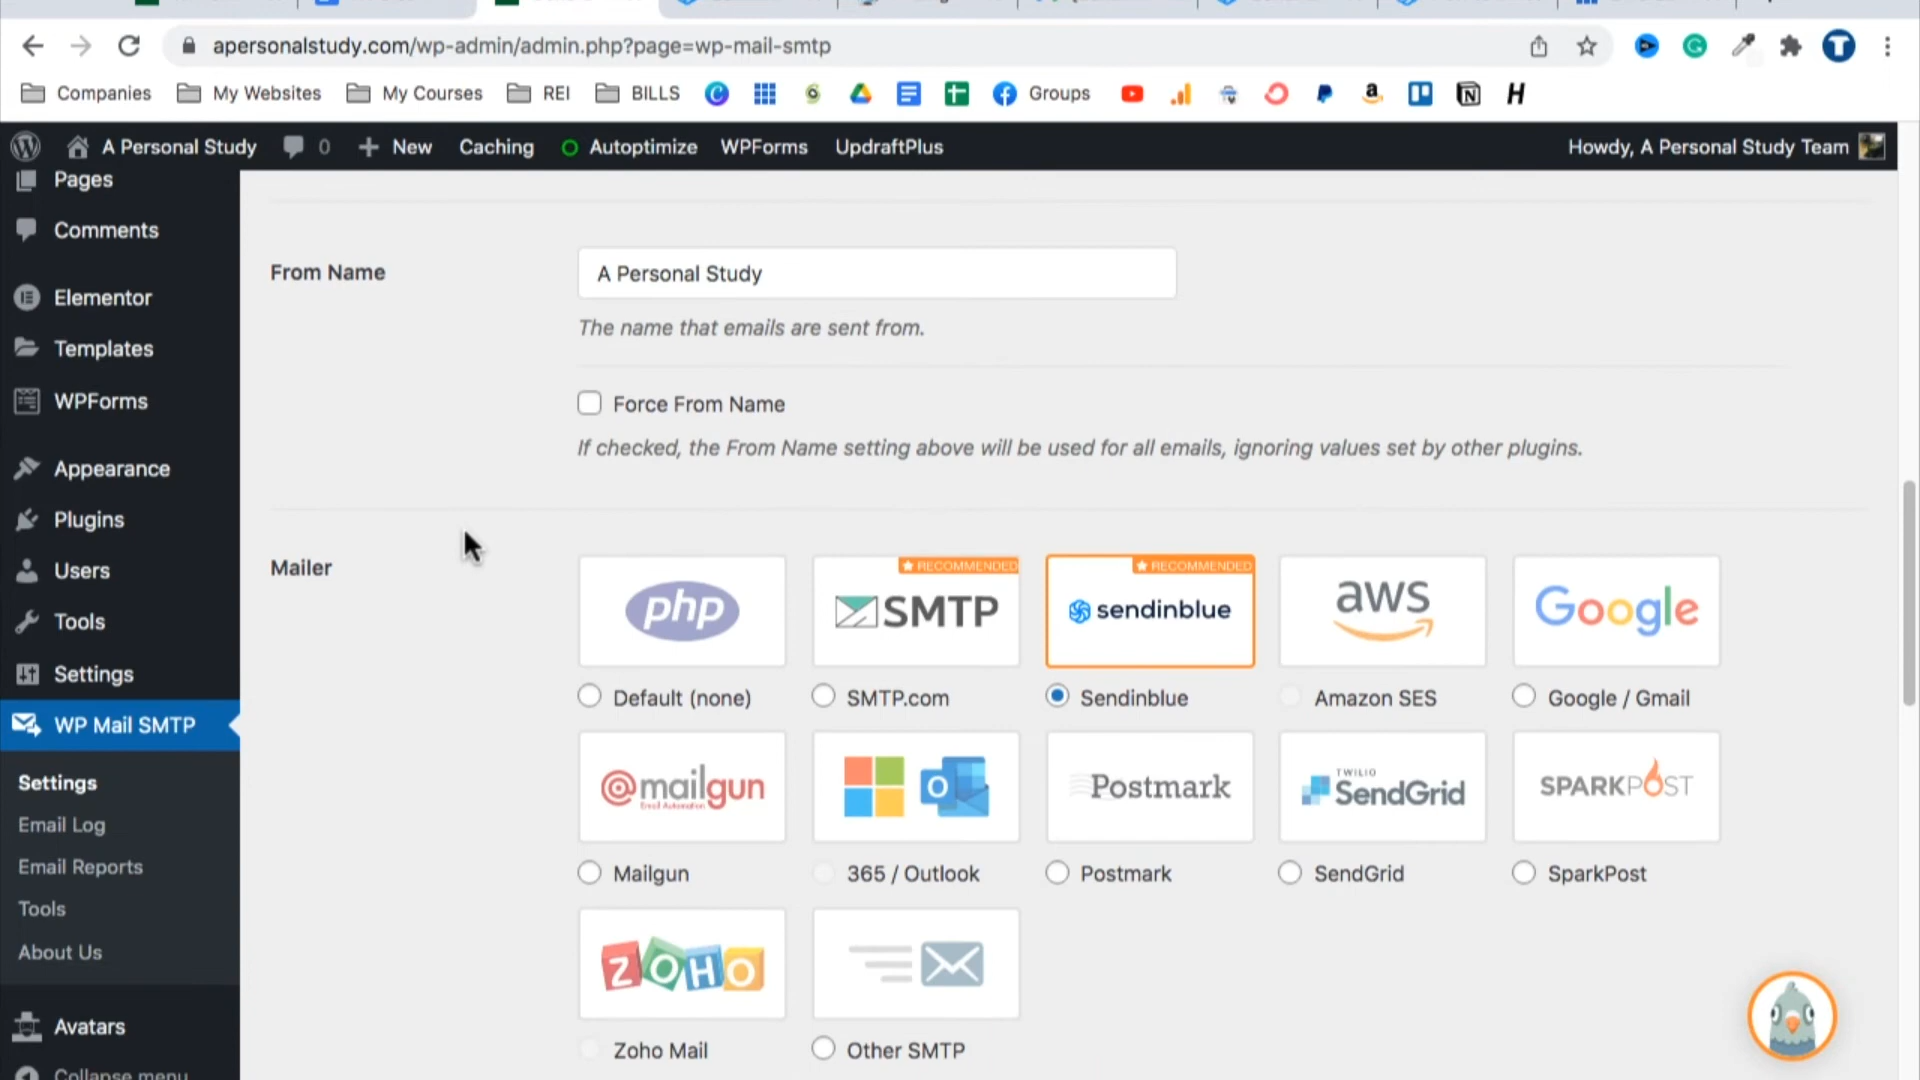 apersonalstudy.com/wp-admin/admin.php?page=wp-mail-smtp
Companies My Websites My Courses REI BILLS Groups
A Personal Study 0 New Caching Autoptimize WPForms UpdraftPlus Howdy, A Personal Study Team
Pages
Comments
Elementor
Templates
WPForms
Appearance
Plugins
Users
Tools
Settings
WP Mail SMTP
Settings
Email Log
Email Reports
Tools
About Us
Avatars
Collapse menu
From Name
A Personal Study
The name that emails are sent from.
Force From Name
If checked, the From Name setting above will be used for all emails, ignoring values set by other plugins.
Mailer
RECOMMENDED RECOMMENDED
php SMTP sendinblue aws Google
Default (none) SMTP.com Sendinblue Amazon SES Google / Gmail
@mailgun Postmark TWILIO SendGrid SPARKPOST
Email Automation
Mailgun 365 / Outlook Postmark SendGrid SparkPost
ZOHO
Zoho Mail Other SMTP